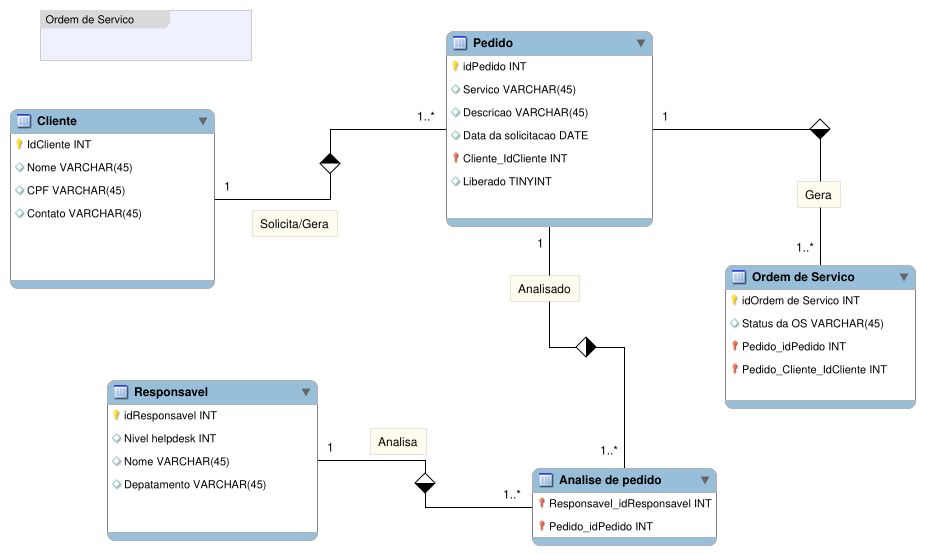 Ordem de Servico
Pedido
idPedido INT
Servico VARCHAR(45)
Descricao VARCHAR(45)
Data da solicitacao DATE
Cliente_IdCliente INT
Liberado TINYINT
Cliente
IdCliente INT
Nome VARCHAR(45)
CPF VARCHAR(45)
Contato VARCHAR(45)
1..*
1
Solicita/Gera
1
Gera
1..*
1
Analisado
1..*
Ordem de Servico
idOrdem de Servico INT
Status da OS VARCHAR(45)
Pedido_idPedido INT
Pedido_Cliente_IdCliente INT
Responsavel
idResponsavel INT
Nivel helpdesk INT
Nome VARCHAR(45)
Depatamento VARCHAR(45)
1
Analisa
1..*
Analise de pedido
Responsavel_idResponsavel INT
Pedido_idPedido INT